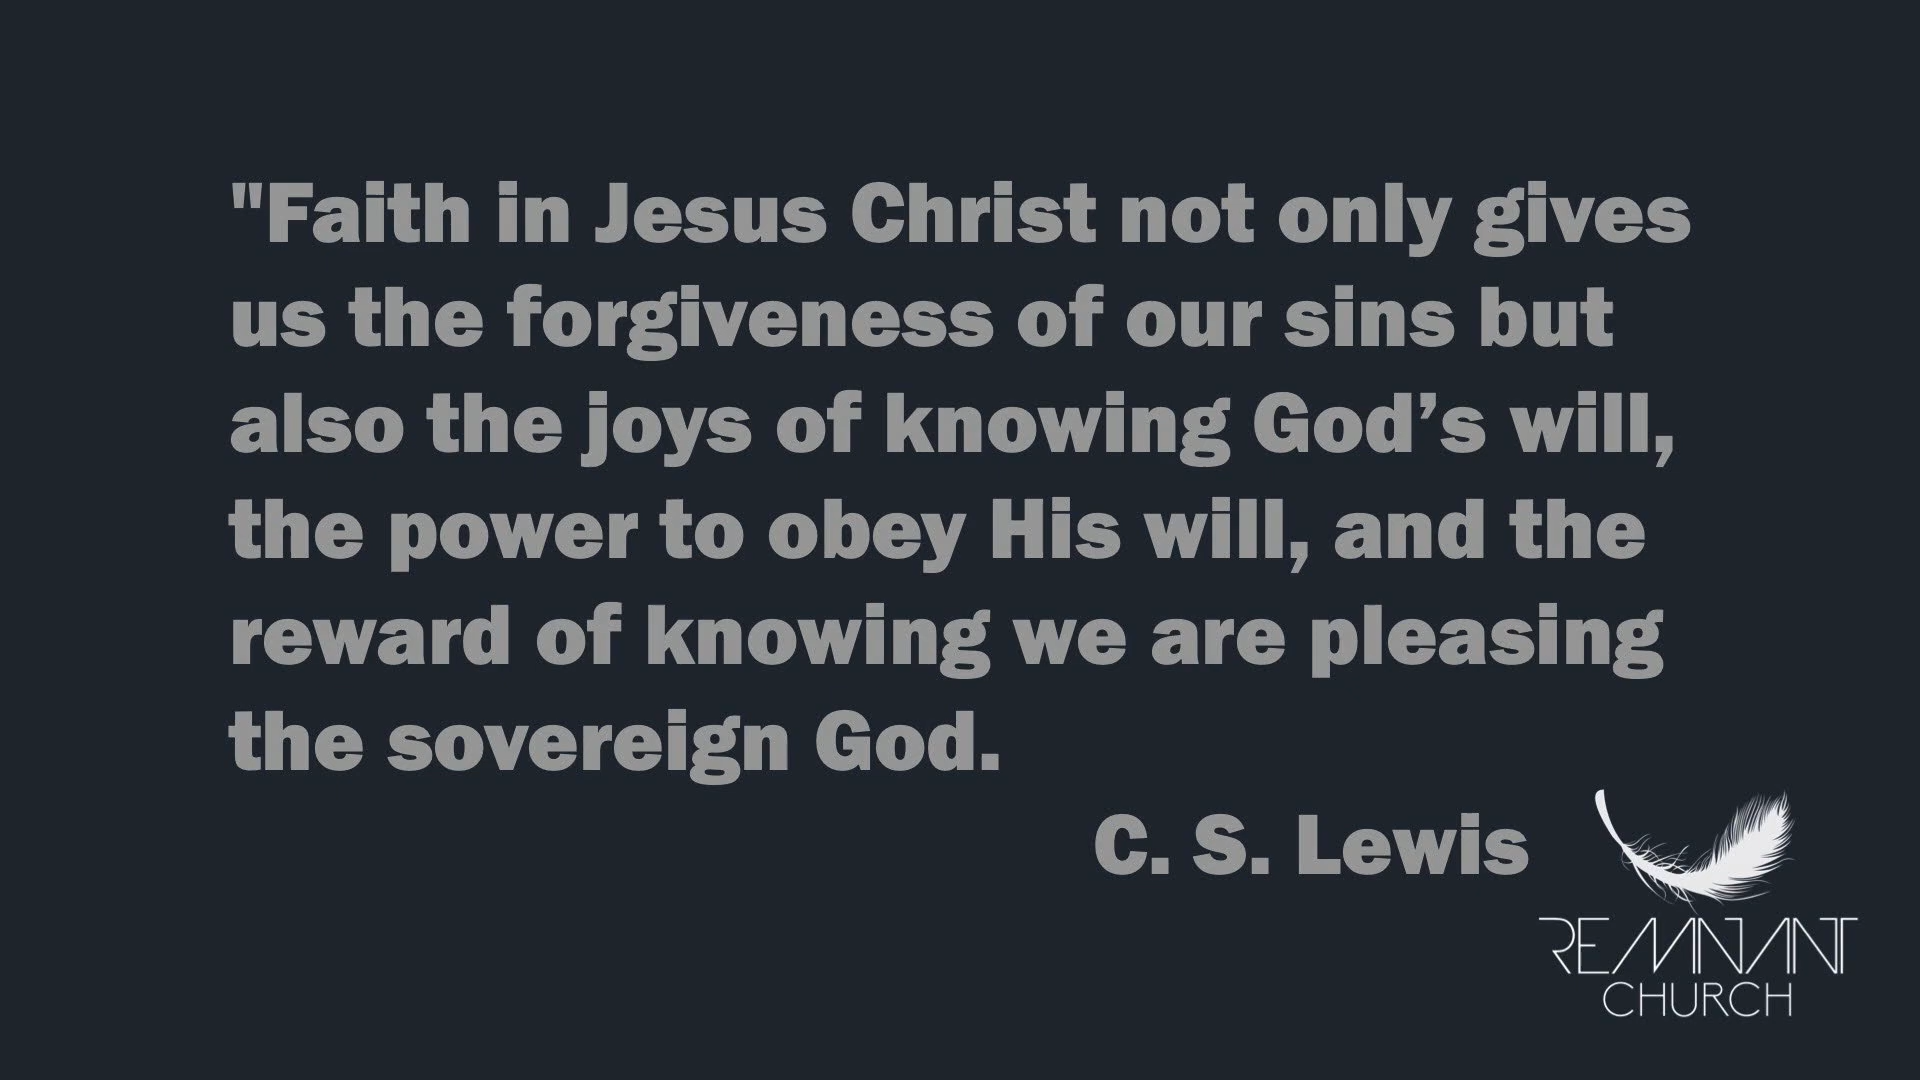 "Faith in Jesus Christ not only gives
us the forgiveness of our sins but
also the joys of knowing God’s will,
the power to obey His will, and the
reward of knowing we are pleasing
the sovereign God.
C. S. Lewis
REMNANT
CHURCH